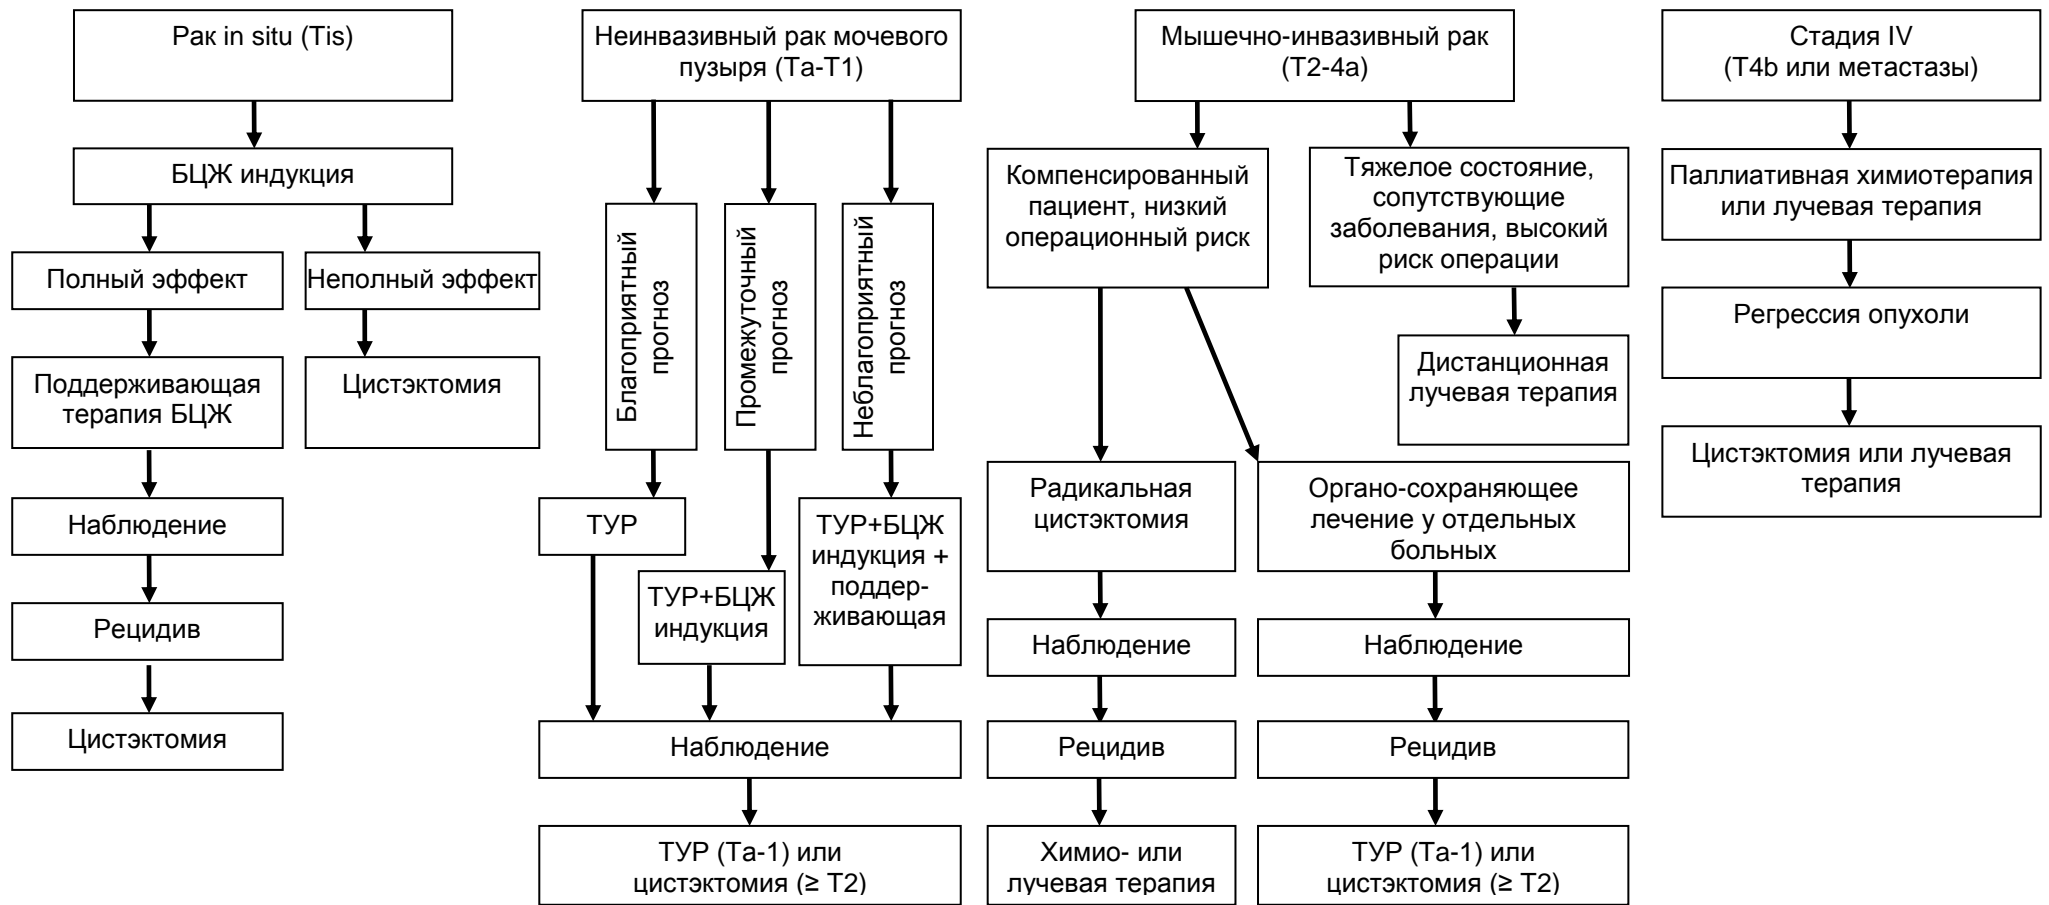 Рак in situ (Tis)
БЦЖ индукция
Полный эффект
Неполный эффект
Поддерживающая
терапия БЦЖ
Цистэктомия
Наблюдение
Рецидив
Цистэктомия
Неинвазивный рак мочевого
пузыря (Ta-T1)
Благоприятный
прогноз
Промежуточный
прогноз
Неблагоприятный
прогноз
ТУР
ТУР+БЦЖ
индукция
ТУР+БЦЖ
индукция +
поддер-
живающая
Наблюдение
ТУР (Ta-1) или
цистэктомия (≥ T2)
Мышечно-инвазивный рак
(T2-4a)
Компенсированный
пациент, низкий
операционный риск
Тяжелое состояние,
сопутствующие
заболевания, высокий
риск операции
Дистанционная
лучевая терапия
Радикальная
цистэктомия
Органо-сохраняющее
лечение у отдельных
больных
Наблюдение
Наблюдение
Рецидив
Рецидив
Химио- или
лучевая терапия
ТУР (Ta-1) или
цистэктомия (≥ T2)
Стадия IV
(T4b или метастазы)
Паллиативная химиотерапия
или лучевая терапия
Регрессия опухоли
Цистэктомия или лучевая
терапия